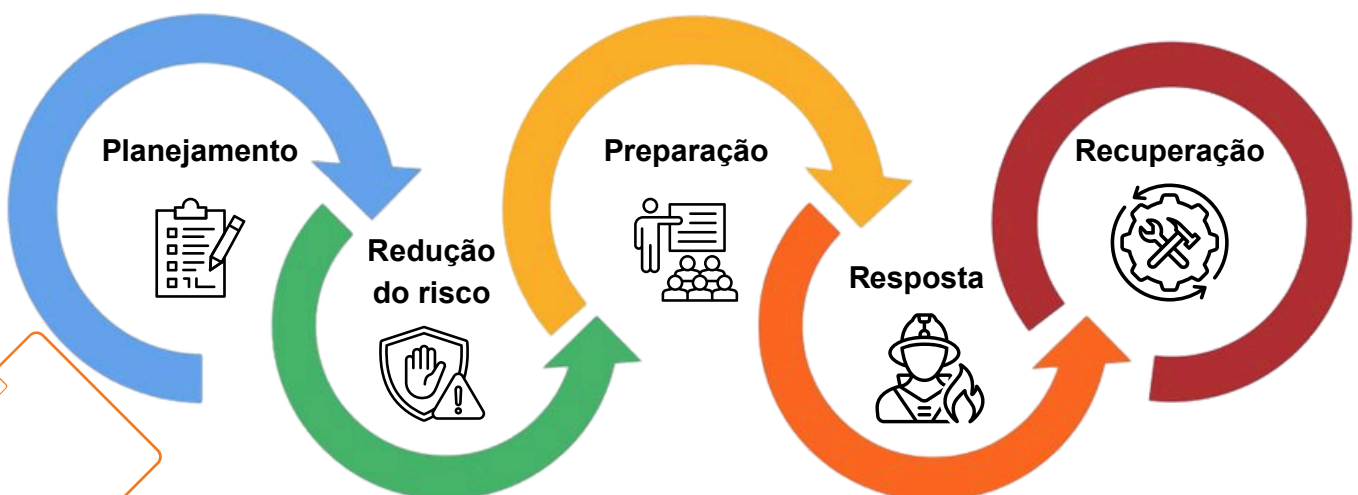 Planejamento
Redução
do risco
Preparação
Resposta
Recuperação